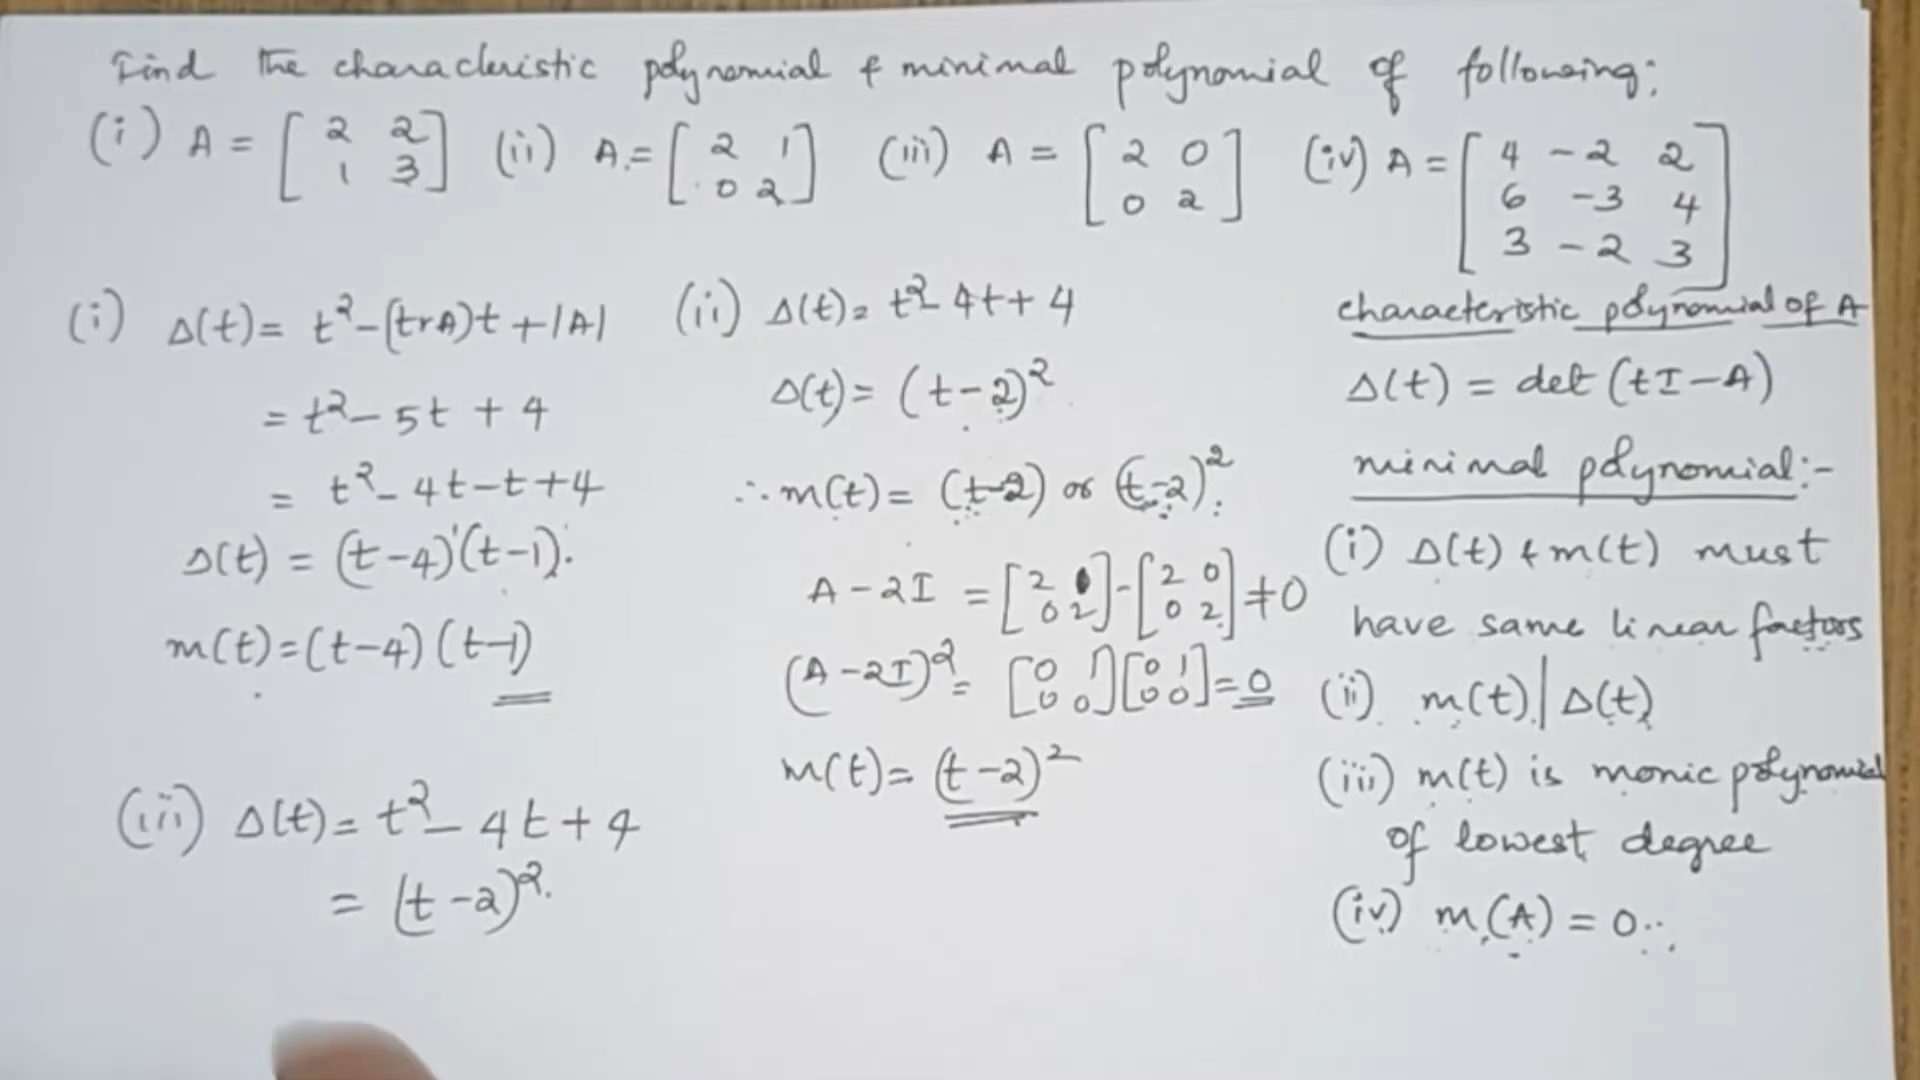 Find the characteristic polynomial & minimal polynomial of following:
(i) A = [2 2 (ii) A = [2 1 (iii) A = [2 0 (iv) A = [4 -2 2
1 3] 0 2] 0 2] 6 -3 4
3 -2 3]
(i) Δ(t) = t² - (trA)t + |A|
= t² - 5t + 4
= t² - 4t - t + 4
Δ(t) = (t-4)'(t-1).
m(t) = (t-4)(t-1)
(iii) Δ(t) = t² - 4t + 4
= (t-2)².
(ii) Δ(t) = t² - 4t + 4
Δ(t) = (t-2)²
∴ m(t) = (t-2) or (t-2)².
A - 2I = [2 1 - [2 0 ≠ 0
0 2] 0 2]
(A-2I)² = [0 1 [0 1 = 0
0 0] 0 0]
m(t) = (t-2)²
characteristic polynomial of A
Δ(t) = det (tI - A)
minimal polynomial:-
(i) Δ(t) & m(t) must
have same linear factors
(ii) m(t) | Δ(t)
(iii) m(t) is monic polynomial
of lowest degree
(iv) m(A) = 0..